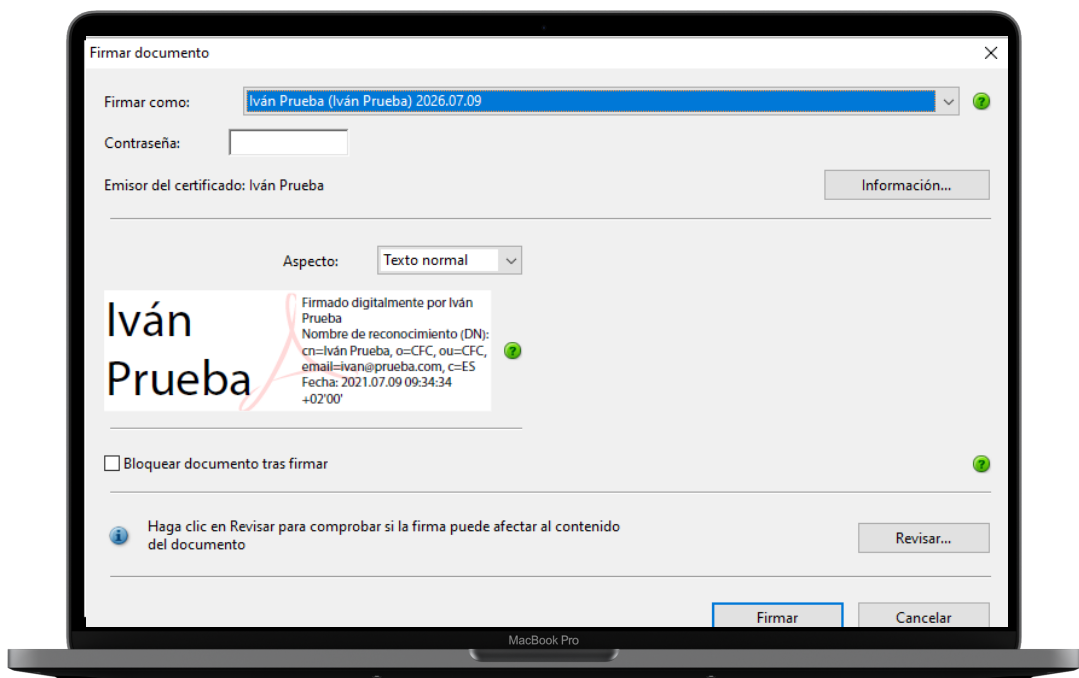 Firmar documento
Firmar como: Iván Prueba (Iván Prueba) 2026.07.09
Contraseña:
Emisor del certificado: Iván Prueba Información...
Aspecto: Texto normal
Iván
Prueba
Firmado digitalmente por Iván
Prueba
Nombre de reconocimiento (DN):
cn=Iván Prueba, o=CFC, ou=CFC,
email=ivan@prueba.com, c=ES
Fecha: 2021.07.09 09:34:34
+02'00'
Bloquear documento tras firmar
Haga clic en Revisar para comprobar si la firma puede afectar al contenido
del documento
Revisar...
Firmar Cancelar
MacBook Pro